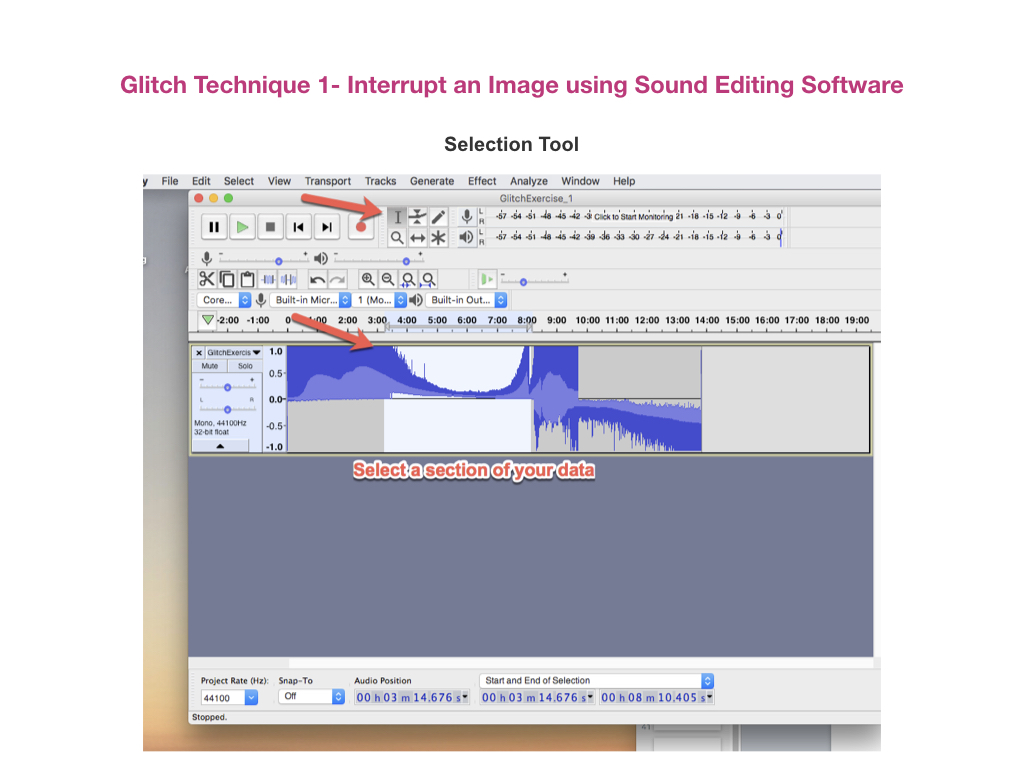 Glitch Technique 1- Interrupt an Image using Sound Editing Software
Selection Tool
y File Edit Select View Transport Tracks Generate Effect Analyze Window Help
GlitchExercise_1
L
R
-57 -54 -51 -48 -45 -42 -3 Click to Start Monitoring 21 -18 -15 -12 -9 -6 -3 0
L
R
-57 -54 -51 -48 -45 -42 -39 -36 -33 -30 -27 -24 -21 -18 -15 -12 -9 -6 -3 0
- + - +
- +
Core... Built-in Micr... 1 (Mo... Built-in Out...
-2:00 -1:00 0 1:00 2:00 3:00 4:00 5:00 6:00 7:00 8:00 9:00 10:00 11:00 12:00 13:00 14:00 15:00 16:00 17:00 18:00 19:00
x GlitchExercis 1.0
Mute Solo
0.5
- +
L R
0.0
Mono, 44100Hz
32-bit float
-0.5
-1.0
Select a section of your data
Project Rate (Hz): Snap-To Audio Position Start and End of Selection
44100 Off 00 h 03 m 14.676 s 00 h 03 m 14.676 s 00 h 08 m 10.405 s
Stopped.
41